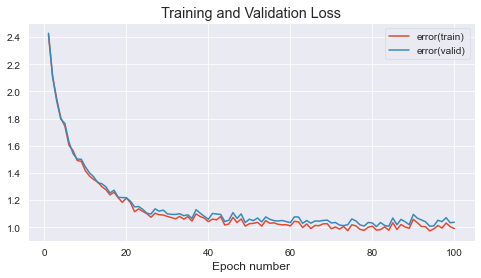 Training and Validation Loss
error(train)
error(valid)
2.4
2.2
2.0
1.8
1.6
1.4
1.2
1.0
0 20 40 60 80 100
Epoch number